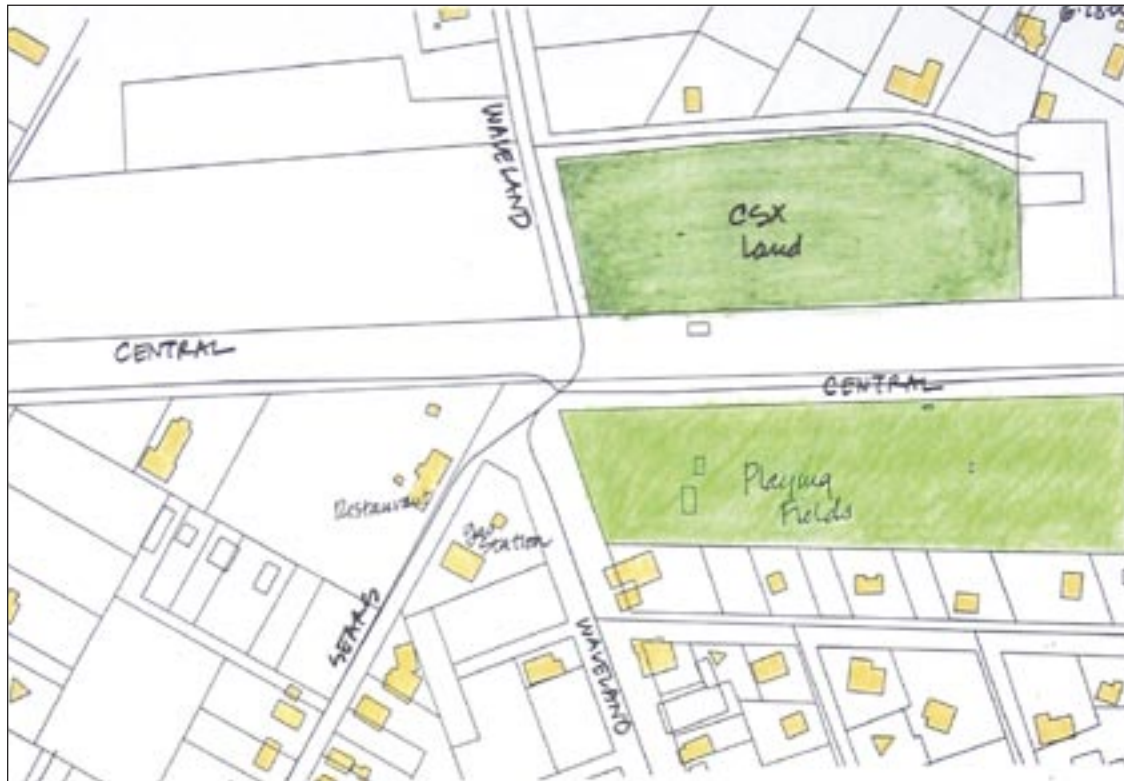 WAVELAND
CSX
Land
CENTRAL
CENTRAL
Restaurant
gas
station
Playing
Fields
SEARS
WAVELAND